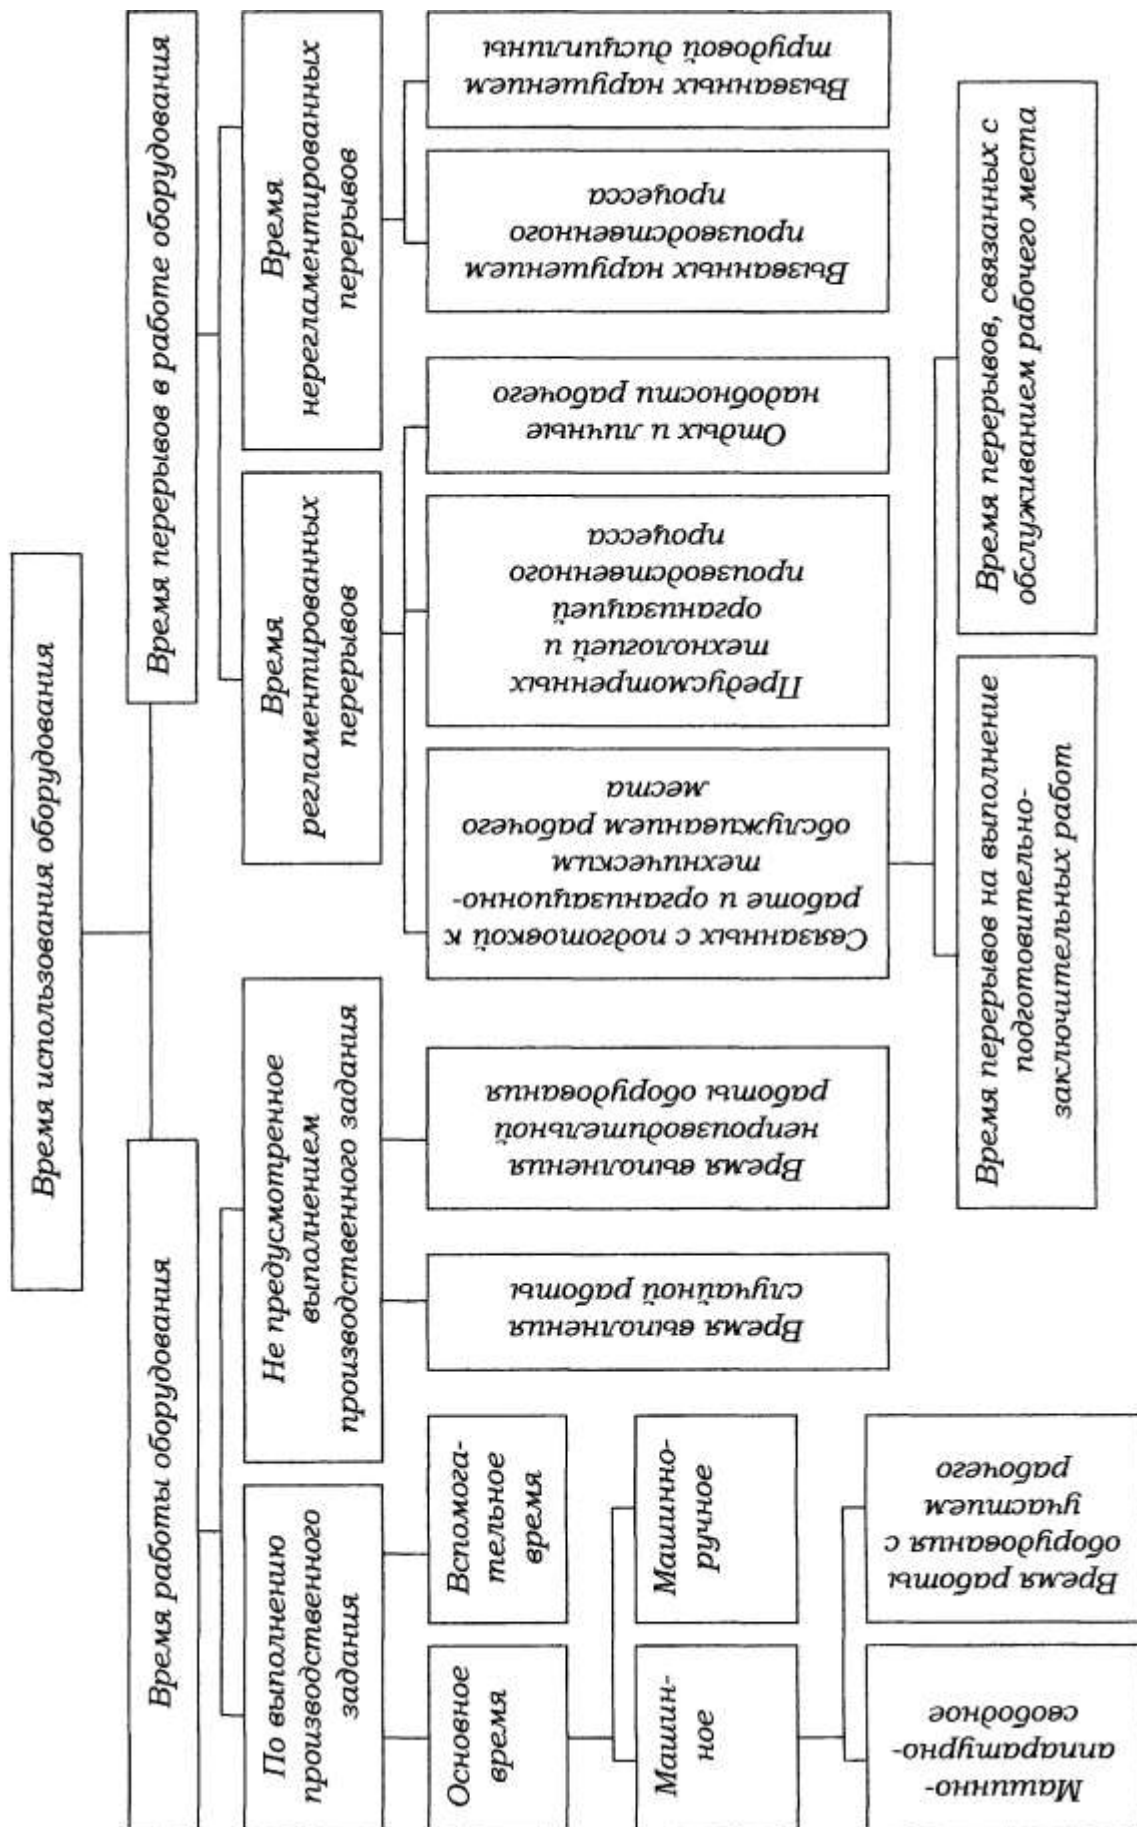 Время использования оборудования
Время работы оборудования
Время перерывов в работе оборудования
По выполнению
производственного
задания
Не предусмотренное
выполнением
производственного задания
Время
регламентированных
перерывов
Время
нерегламентированных
перерывов
Основное
время
Вспомога-
тельное
время
Время выполнения
случайной работы
Время выполнения
непроизводительной
работы оборудования
Связанных с подготовкой к
работе и организационно-
техническим
обслуживанием рабочего
места
Предусмотренных
технологией и
организацией
производственного
процесса
Отдых и личные
надобности рабочего
Вызванных нарушением
производственного
процесса
Вызванных нарушением
трудовой дисциплины
Машин-
ное
Машинно-
ручное
Машинно-
аппаратурно-
свободное
Время работы
оборудования с
участием
рабочего
Время перерывов на выполнение
подготовительно-
заключительных работ
Время перерывов, связанных с
обслуживанием рабочего места